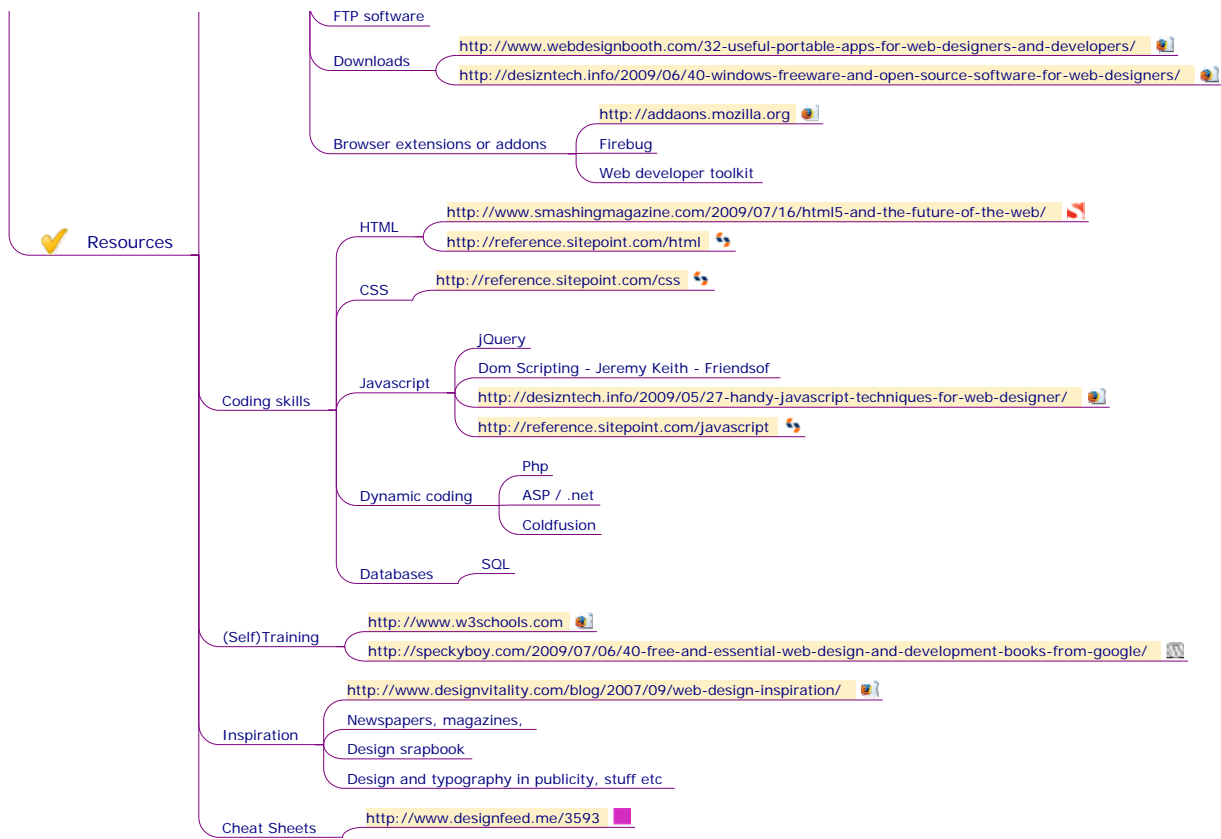 FTP software
Downloads
http://www.webdesignbooth.com/32-useful-portable-apps-for-web-designers-and-developers/
http://desizntech.info/2009/06/40-windows-freeware-and-open-source-software-for-web-designers/
Browser extensions or addons
http://addaons.mozilla.org
Firebug
Web developer toolkit
Resources
Coding skills
HTML
http://www.smashingmagazine.com/2009/07/16/html5-and-the-future-of-the-web/
http://reference.sitepoint.com/html
CSS
http://reference.sitepoint.com/css
Javascript
jQuery
Dom Scripting - Jeremy Keith - Friendsof
http://desizntech.info/2009/05/27-handy-javascript-techniques-for-web-designer/
http://reference.sitepoint.com/javascript
Dynamic coding
Php
ASP / .net
Coldfusion
Databases
SQL
(Self)Training
http://www.w3schools.com
http://speckyboy.com/2009/07/06/40-free-and-essential-web-design-and-development-books-from-google/
Inspiration
http://www.designvitality.com/blog/2007/09/web-design-inspiration/
Newspapers, magazines,
Design srapbook
Design and typography in publicity, stuff etc
Cheat Sheets
http://www.designfeed.me/3593